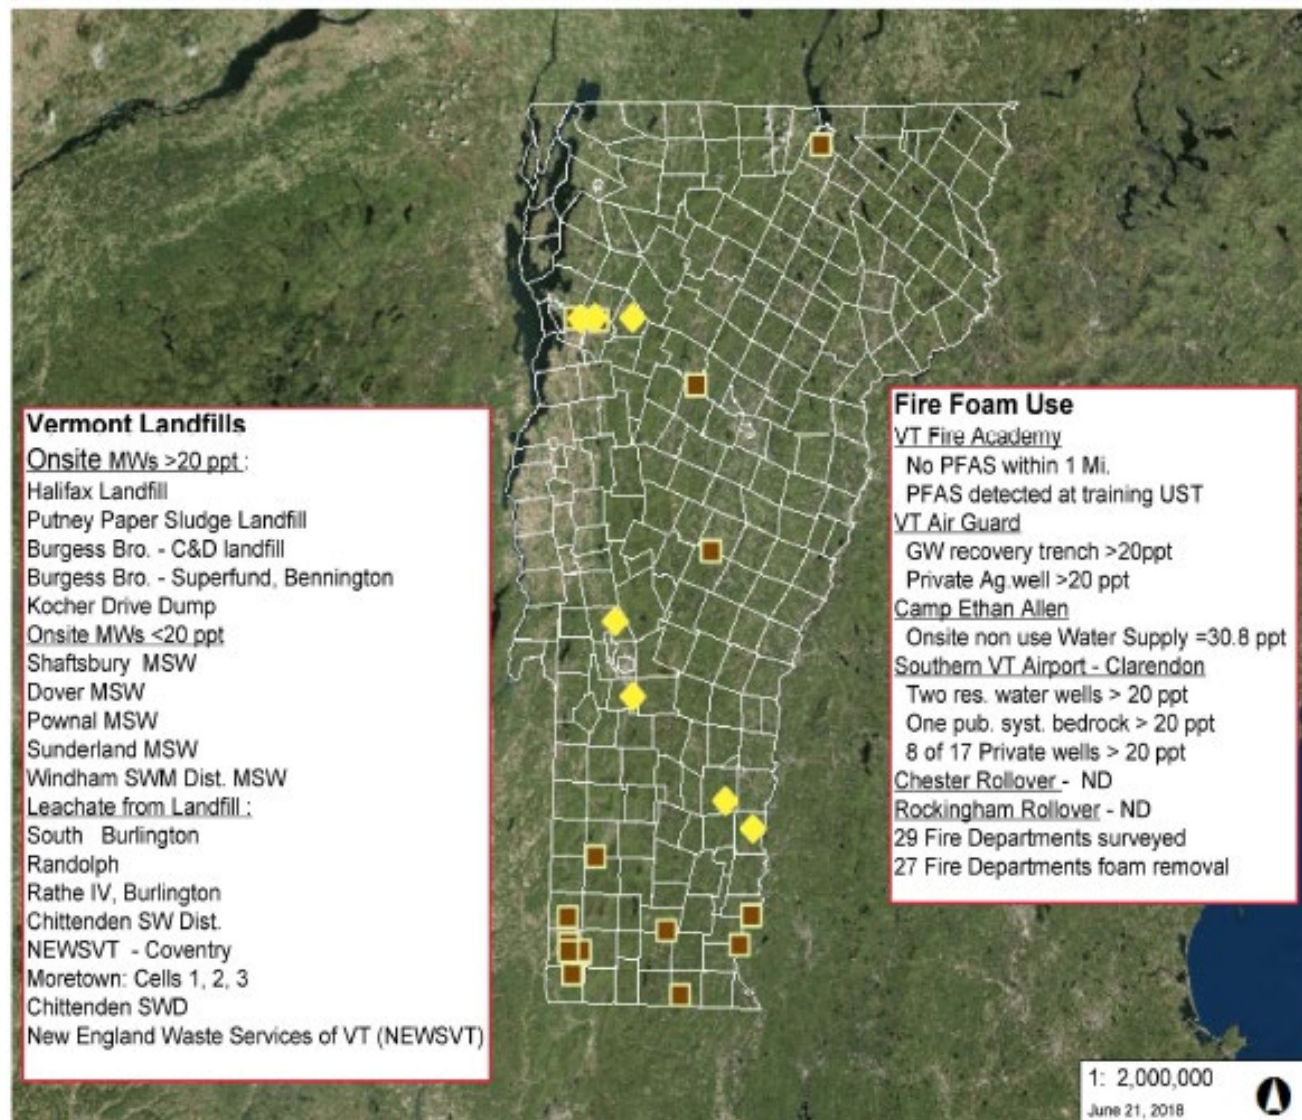 Vermont Landfills
Onsite MWs >20 ppt :
Halifax Landfill
Putney Paper Sludge Landfill
Burgess Bro. - C&D landfill
Burgess Bro. - Superfund, Bennington
Kocher Drive Dump
Onsite MWs <20 ppt
Shaftsbury MSW
Dover MSW
Pownal MSW
Sunderland MSW
Windham SWM Dist. MSW
Leachate from Landfill :
South Burlington
Randolph
Rathe IV, Burlington
Chittenden SW Dist.
NEWSVT - Coventry
Moretown: Cells 1, 2, 3
Chittenden SWD
New England Waste Services of VT (NEWSVT)
Fire Foam Use
VT Fire Academy
No PFAS within 1 Mi.
PFAS detected at training UST
VT Air Guard
GW recovery trench >20ppt
Private Ag.well >20 ppt
Camp Ethan Allen
Onsite non use Water Supply =30.8 ppt
Southern VT Airport - Clarendon
Two res. water wells > 20 ppt
One pub. syst. bedrock > 20 ppt
8 of 17 Private wells > 20 ppt
Chester Rollover - ND
Rockingham Rollover - ND
29 Fire Departments surveyed
27 Fire Departments foam removal
1: 2,000,000
June 21, 2018